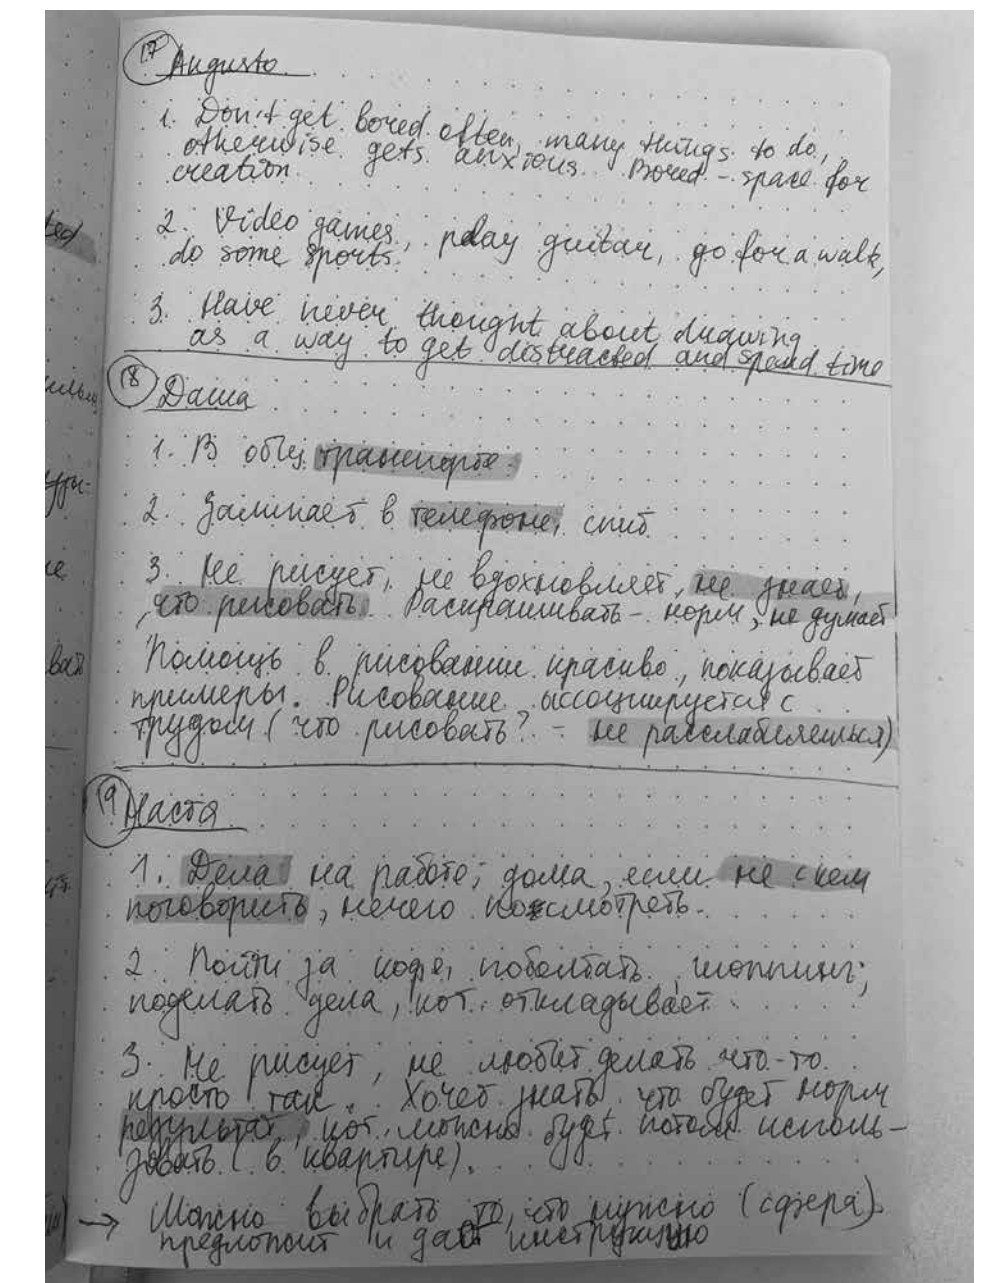 17 Augusto
1. Don't get bored often, many things to do,
otherwise gets anxious. Bored – space for
creation.
2. Video games, play guitar, go for a walk,
do some sports.
3. Have never thought about drawing
as a way to get distracted and spend time
18 Даша
1. В общ транспорте
2. Залипает в телефоне, спит
3. Не рисует, не вдохновляет, не знает,
что рисовать. Раскрашивать – норм, не думает
Помощь в рисовании красиво, показывает
примеры. Рисование ассоциируется с
трудом (что рисовать? – не расслабляешься)
19 Настя
1. Дела на работе; дома, если не с кем
поговорить, нечего посмотреть.
2. Пойти за кофе, поболтать, шоппинг;
поделать дела, кот. откладывает
3. Не рисует, не любит делать что-то
просто так. Хочет знать, что будет норм
результат, кот. можно будет потом исполь-
зовать (в квартире).
→ Можно выбрать то, что нужно (сфера)
предложит и даст инструкцию